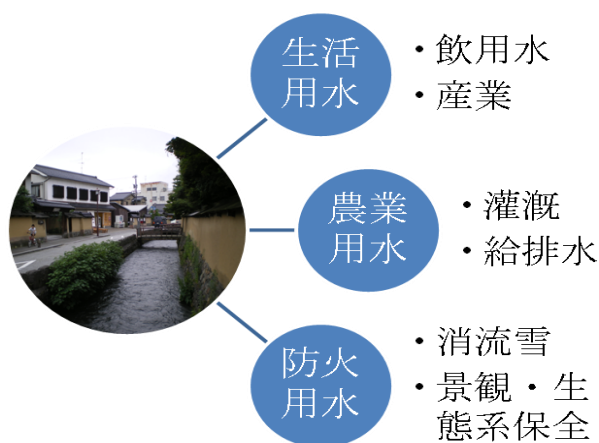 生活
用水
・飲用水
・産業
農業
用水
・灌漑
・給排水
防火
用水
・消流雪
・景観・生
態系保全